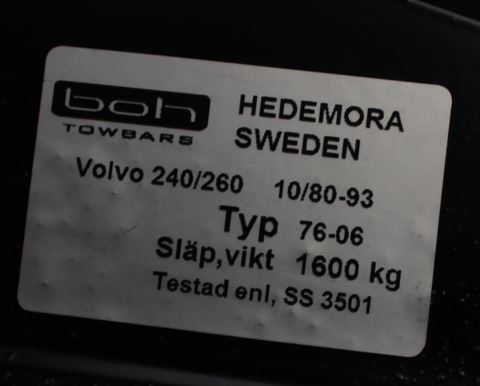 boh
TOWBARS
HEDEMORA
SWEDEN
Volvo 240/260 10/80-93
Typ 76-06
Släp,vikt 1600 kg
Testad enl, SS 3501